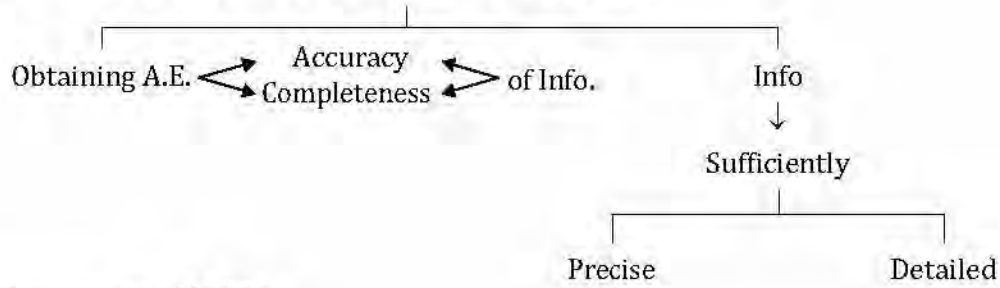 Obtaining A.E.
Accuracy
Completeness
of Info.
Info
Sufficiently
Precise
Detailed